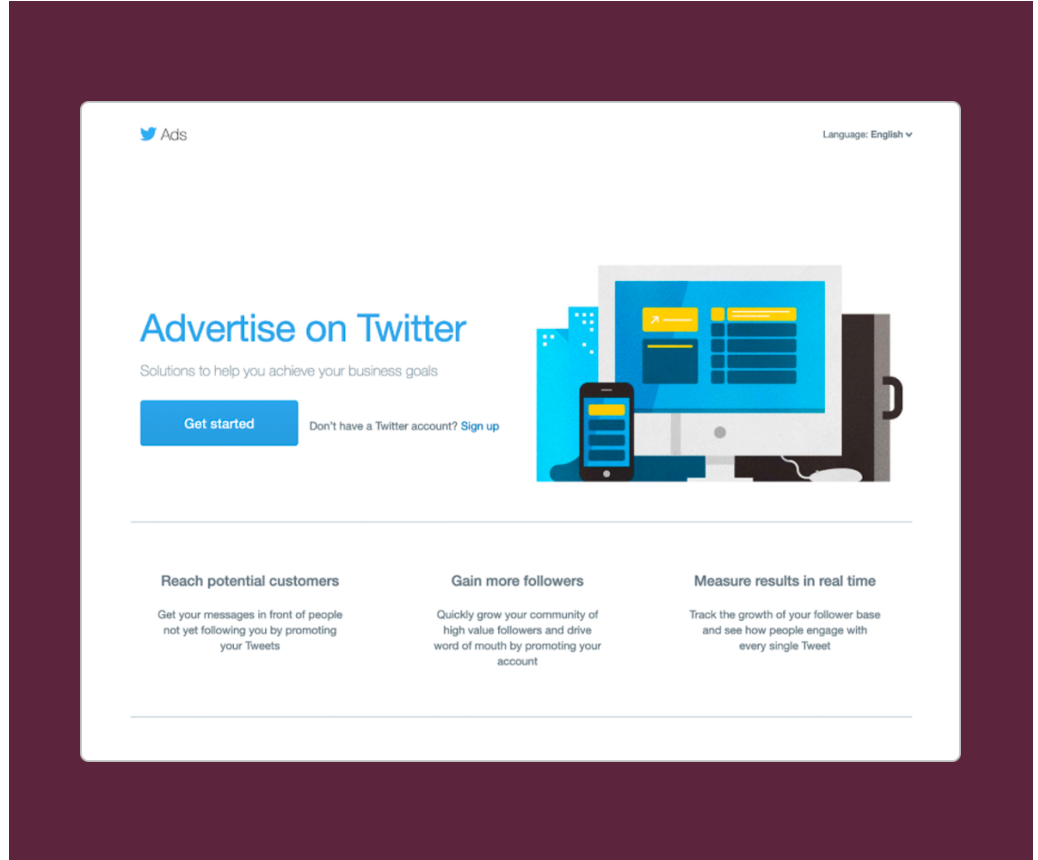 Ads
Language: English
Advertise on Twitter
Solutions to help you achieve your business goals
Get started
Don't have a Twitter account? Sign up
Reach potential customers
Get your messages in front of people
not yet following you by promoting
your Tweets
Gain more followers
Quickly grow your community of
high value followers and drive
word of mouth by promoting your
account
Measure results in real time
Track the growth of your follower base
and see how people engage with
every single Tweet